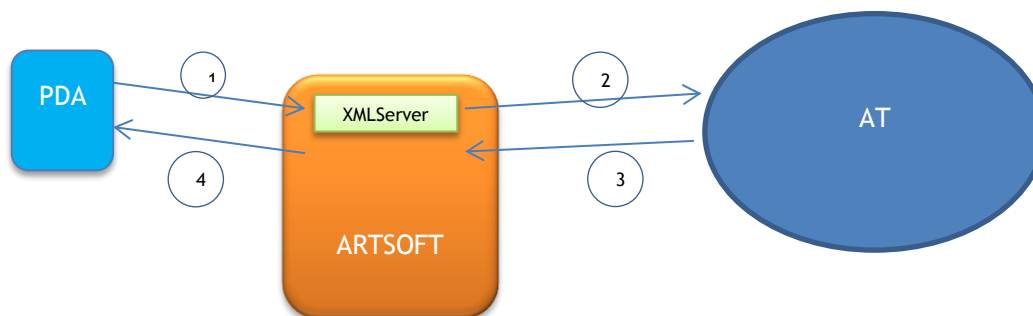 PDA
1
XMLServer
2
AT
4
3
ARTSOFT